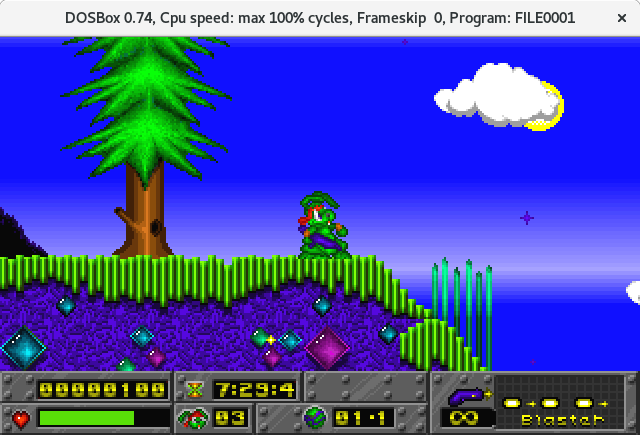 DOSBox 0.74, Cpu speed: max 100% cycles, Frameskip 0, Program: FILE0001
00000100 7:29:4
03 01·1 ∞ Blaster